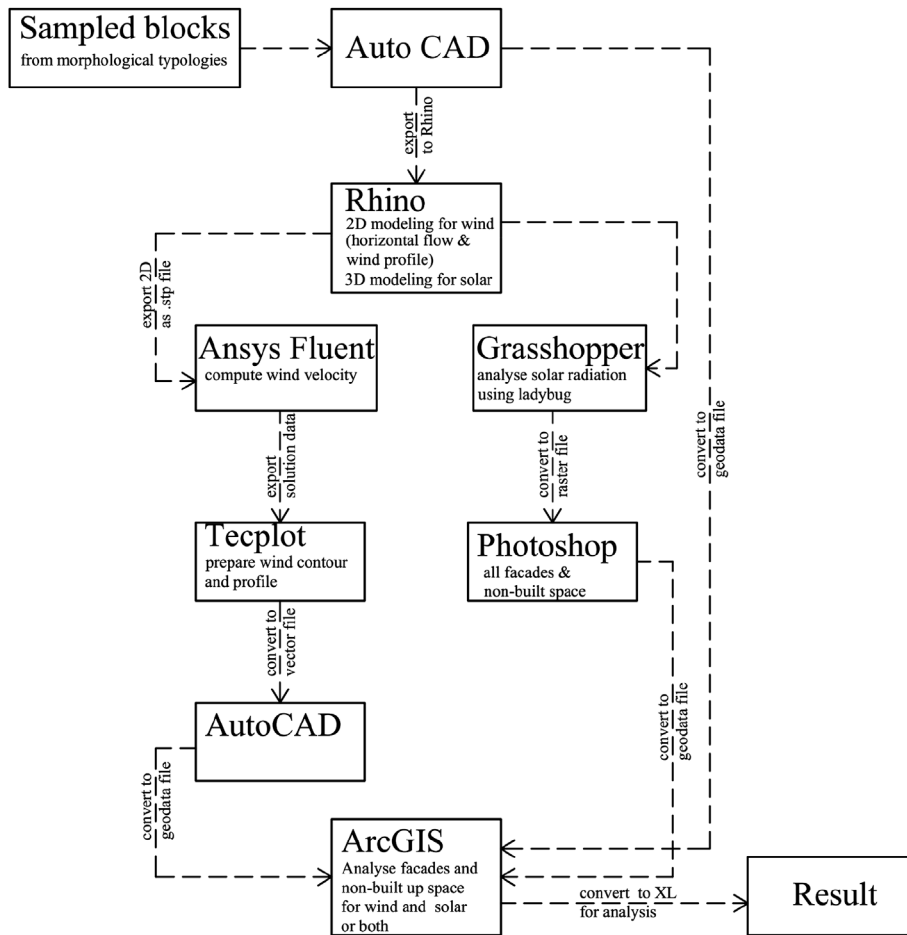 Sampled blocks
from morphological typologies
Auto CAD
export
to Rhino
Rhino
2D modeling for wind
(horizontal flow &
wind profile)
3D modeling for solar
export 2D
as .stp file
Ansys Fluent
compute wind velocity
Grasshopper
analyse solar radiation
using ladybug
convert to
geodata file
export
solution data
convert to
raster file
Tecplot
prepare wind contour
and profile
Photoshop
all facades &
non-built space
convert to
vector file
convert to
geodata file
AutoCAD
convert to
geodata file
ArcGIS
Analyse facades and
non-built up space
for wind and solar
or both
convert to XL
for analysis
Result